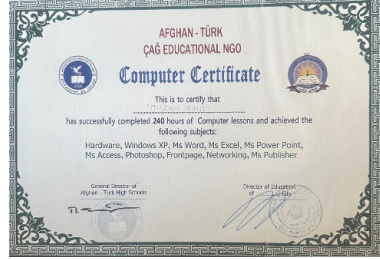 AFGHAN - TÜRK
ÇAĞ EDUCATIONAL NGO
Computer Certificate
This is to certify that
has successfully completed 240 hours of Computer lessons and achieved the
following subjects:
Hardware, Windows XP, Ms Word, Ms Excel, Ms Power Point,
Ms Access, Photoshop, Frontpage, Networking, Ms Publisher
General Director of
Afghan - Turk High Schools
Director of Education
City